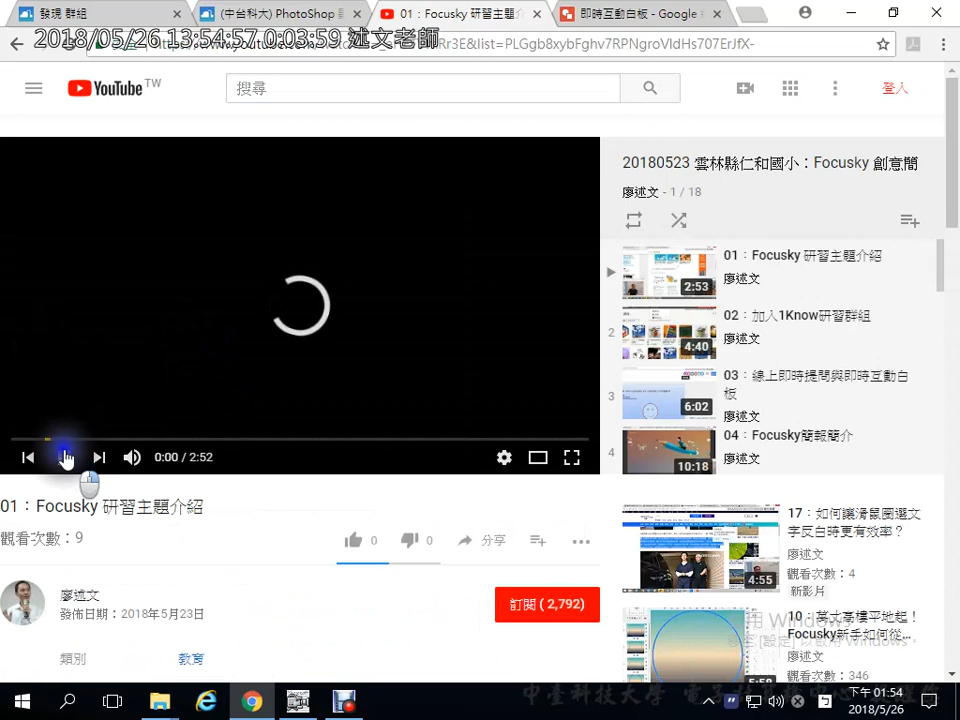 發現 群組
(中台科大) PhotoShop
01：Focusky 研習主題介
即時互動白板 - Google
2018/05/26 13:54:57 0:03:59 述文老師
Rr3E&list=PLGgb8xybFghv7RPNgroVldHs707ErJfX-
YouTube TW
搜尋
登入
20180523 雲林縣仁和國小：Focusky 創意簡
廖述文 - 1 / 18
01：Focusky 研習主題介紹
廖述文
2:53
2
02：加入1Know研習群組
廖述文
4:40
3
03：線上即時提問與即時互動白
板
廖述文
6:02
4
04：Focusky簡報簡介
廖述文
10:18
0:00 / 2:52
01：Focusky 研習主題介紹
觀看次數：9
0
0
分享
廖述文
發佈日期：2018年5月23日
訂閱 ( 2,792)
類別
教育
17：如何讓滑鼠圈選文
字反白時更有效率？
廖述文
觀看次數：4
新影片
4:55
10：萬丈高樓平地起！
Focusky新手如何從...
廖述文
觀看次數：346
5:58
中臺科技大學
下午 01:54
2018/5/26